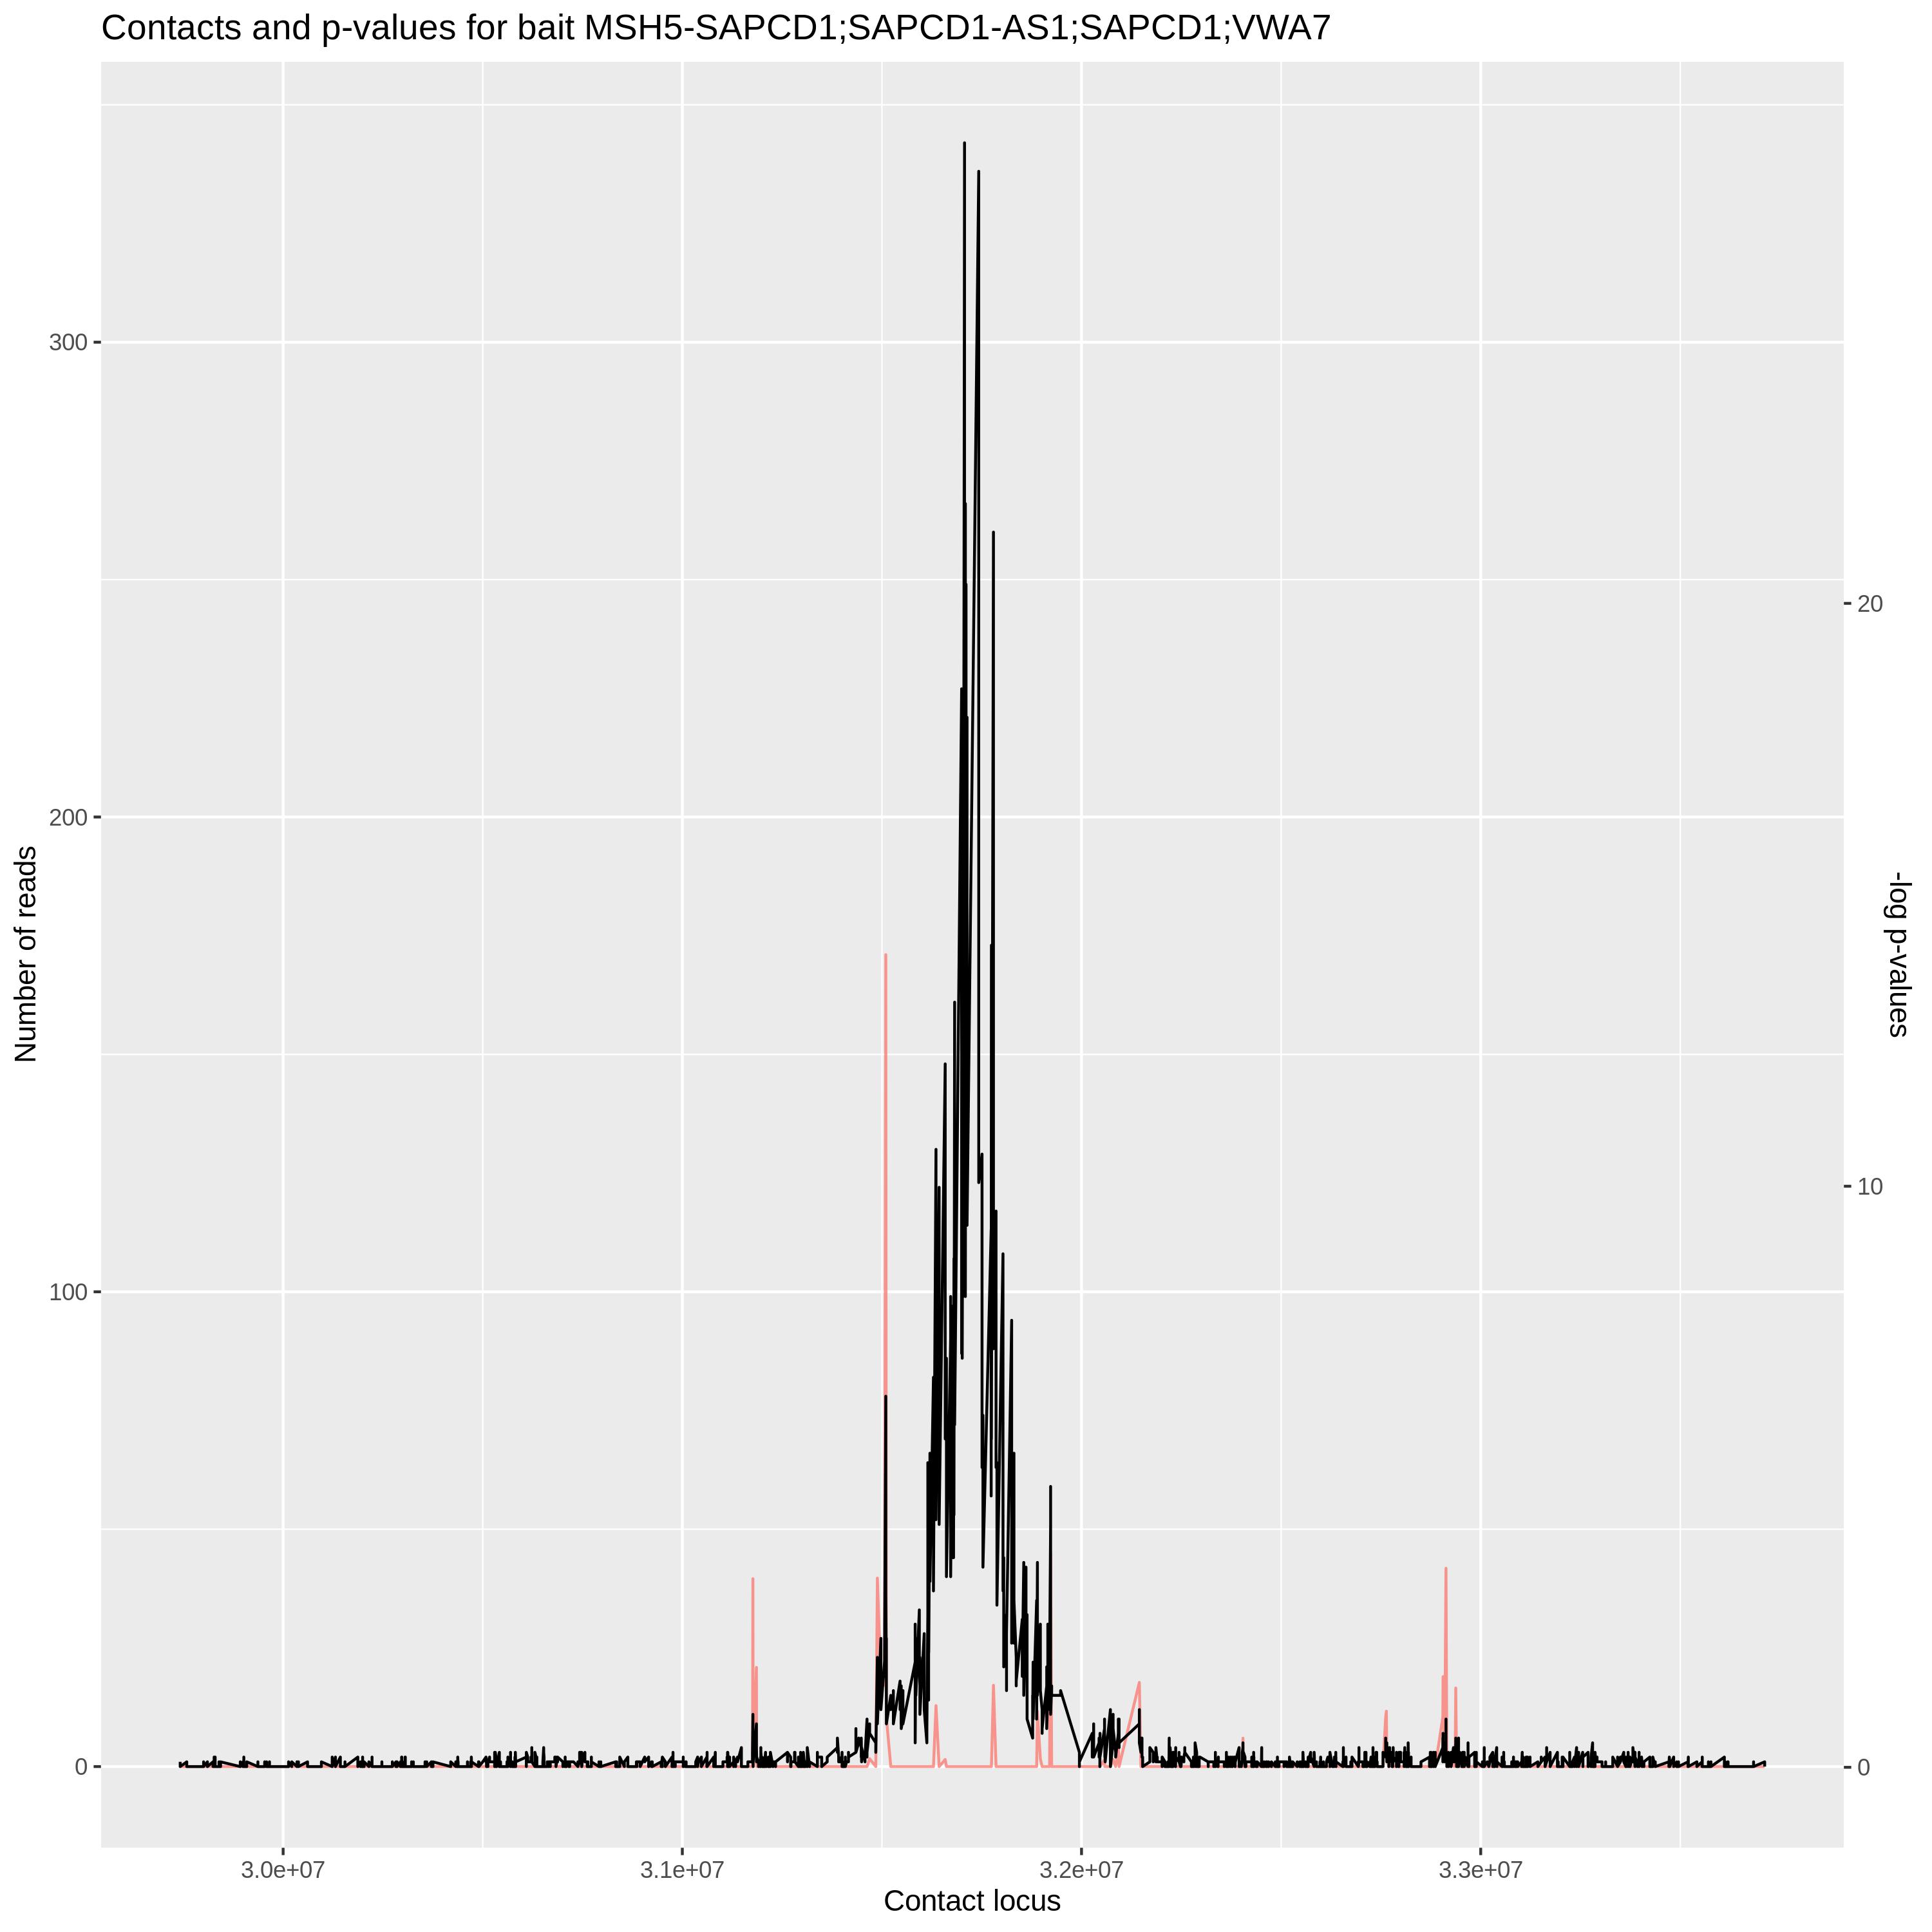 Contacts and p-values for bait MSH5-SAPCD1;SAPCD1-AS1;SAPCD1;VWA7
Number of reads
300
200
100
0
20
10
0
-log p-values
3.0e+07 3.1e+07 3.2e+07 3.3e+07
Contact locus